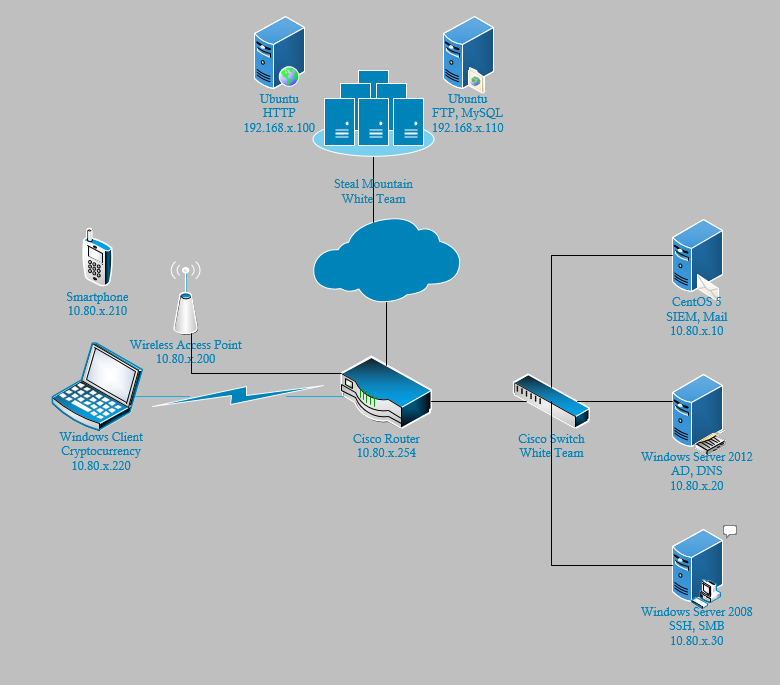 Ubuntu
HTTP
192.168.x.100
Ubuntu
FTP, MySQL
192.168.x.110
Steal Mountain
White Team
Smartphone
10.80.x.210
Wireless Access Point
10.80.x.200
Windows Client
Cryptocurrency
10.80.x.220
Cisco Router
10.80.x.254
Cisco Switch
White Team
CentOS 5
SIEM, Mail
10.80.x.10
Windows Server 2012
AD, DNS
10.80.x.20
Windows Server 2008
SSH, SMB
10.80.x.30